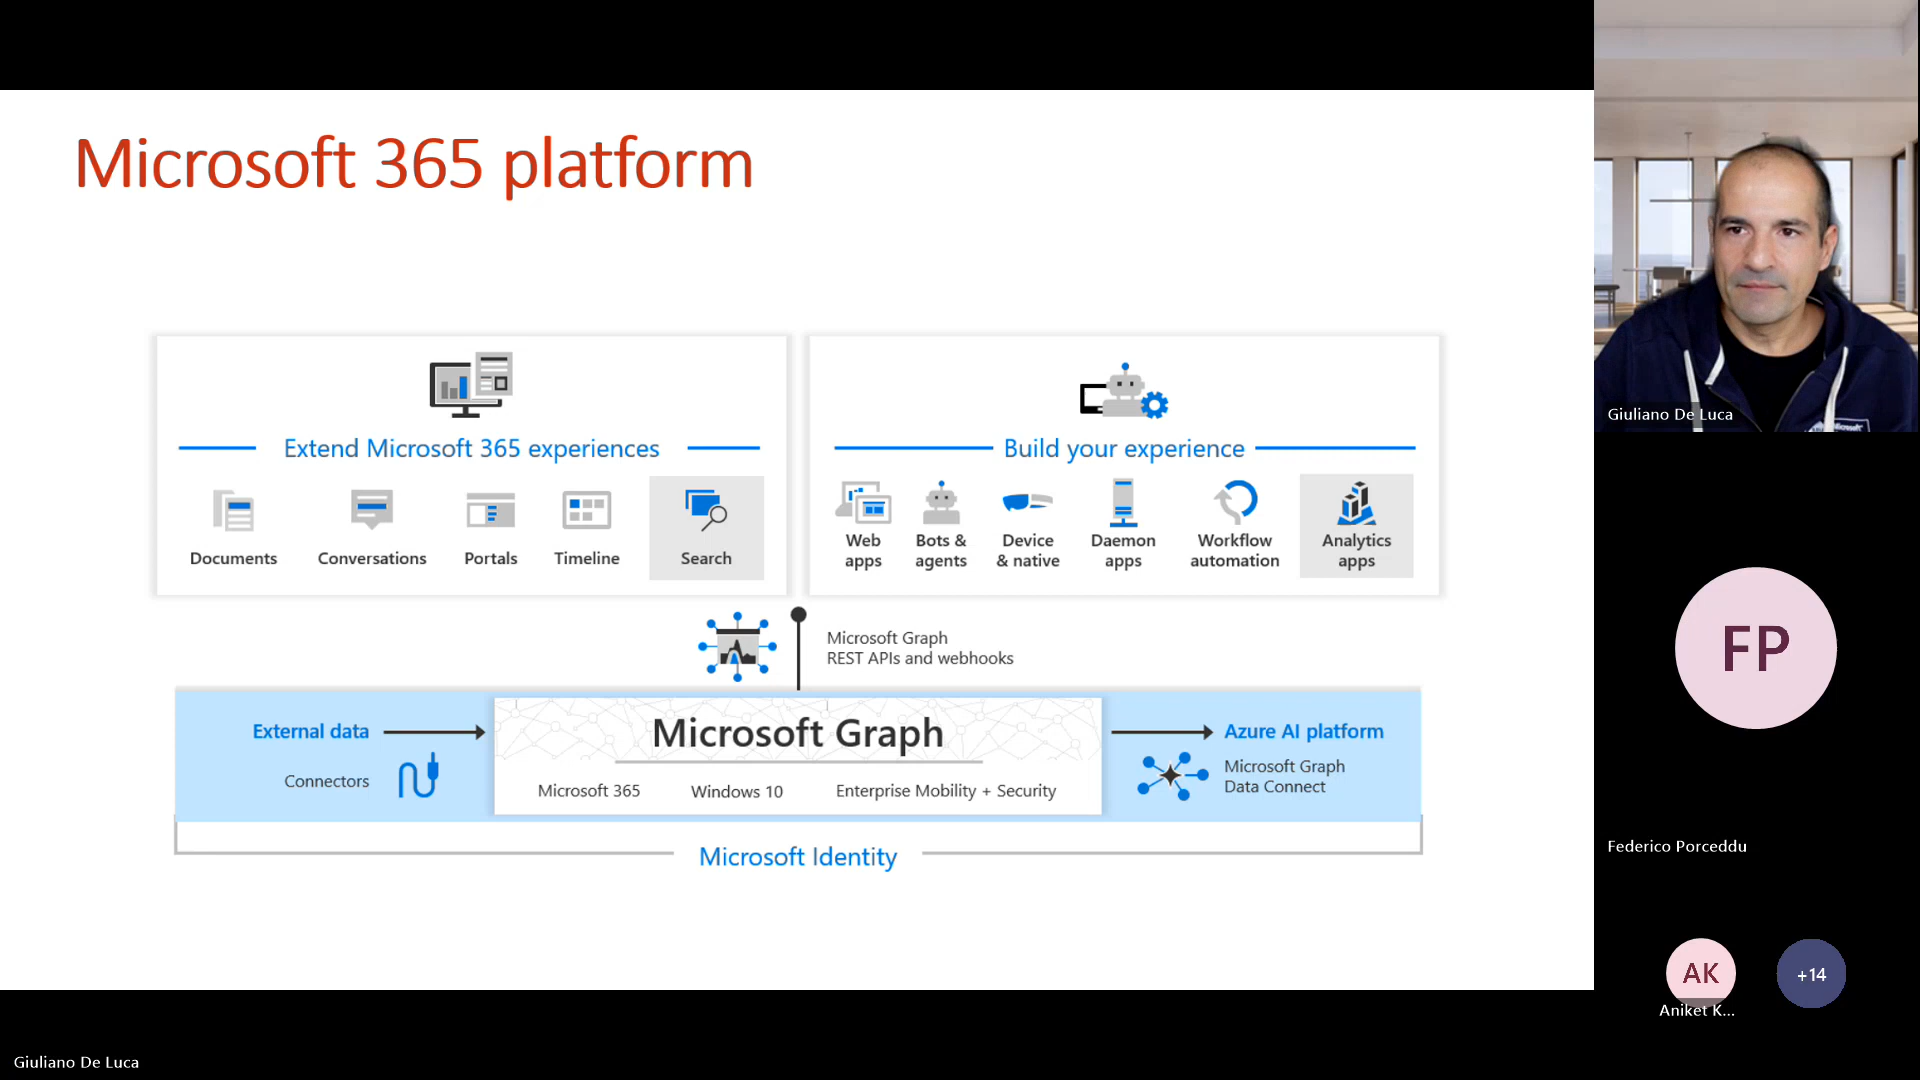 Microsoft 365 platform
Extend Microsoft 365 experiences
Documents
Conversations
Portals
Timeline
Search
Build your experience
Web
apps
Bots &
agents
Device
& native
Daemon
apps
Workflow
automation
Analytics
apps
Microsoft Graph
REST APIs and webhooks
External data
Connectors
Microsoft Graph
Microsoft 365
Windows 10
Enterprise Mobility + Security
Azure AI platform
Microsoft Graph
Data Connect
Microsoft Identity
Microsoft
Giuliano De Luca
FP
Federico Porceddu
AK
Aniket K...
+14
Giuliano De Luca